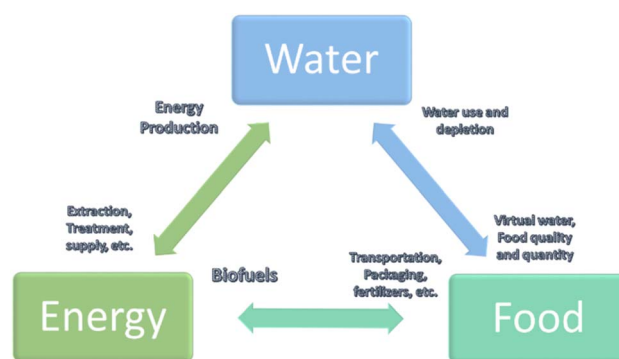 Water
Energy
Production
Water use and
depletion
Extraction,
Treatment,
supply, etc.
Virtual water,
Food quality
and quantity
Biofuels
Transportation,
Packaging,
fertilizers, etc.
Energy
Food